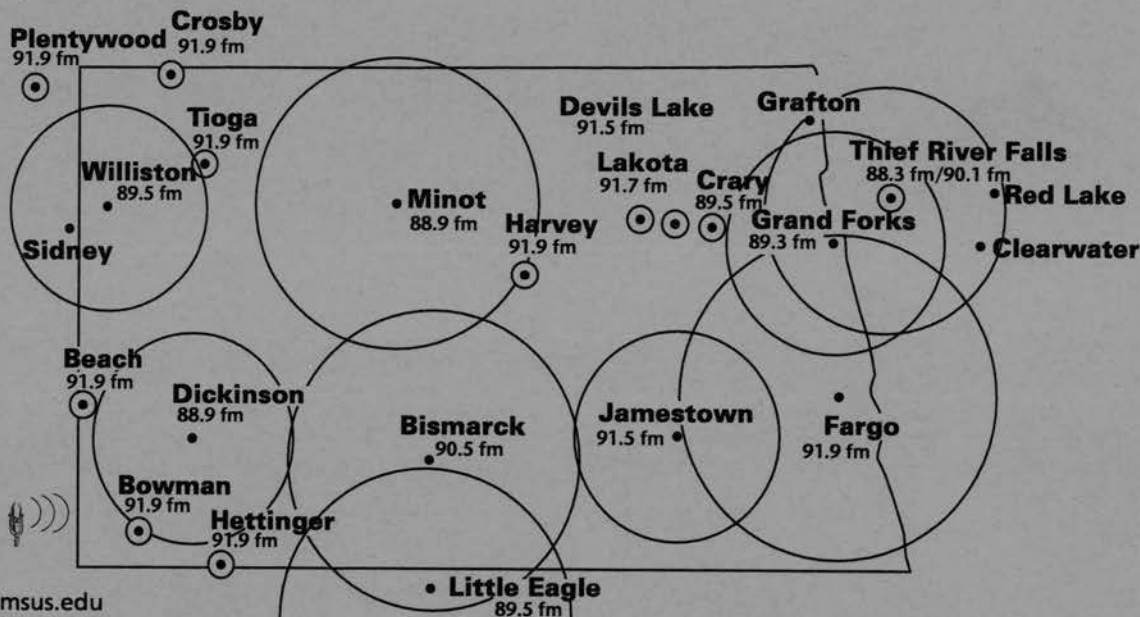 Crosby
91.9 fm
Plentywood
91.9 fm
Tioga
91.9 fm
Williston
89.5 fm
Sidney
Minot
88.9 fm
Harvey
91.9 fm
Devils Lake
91.5 fm
Lakota
91.7 fm
Crary
89.5 fm
Grafton
Thief River Falls
88.3 fm/90.1 fm
Red Lake
Grand Forks
89.3 fm
Clearwater
Beach
91.9 fm
Dickinson
88.9 fm
Bismarck
90.5 fm
Jamestown
91.5 fm
Fargo
91.9 fm
Bowman
91.9 fm
Hettinger
91.9 fm
Little Eagle
89.5 fm
msus.edu